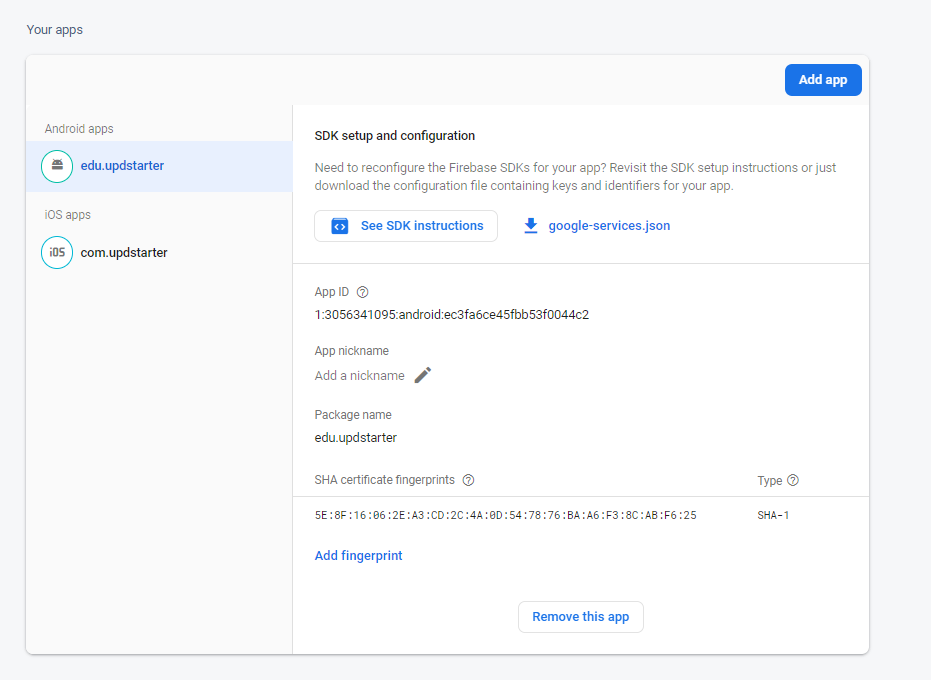 Your apps
Add app
Android apps
edu.updstarter
iOS apps
iOS
com.updstarter
SDK setup and configuration
Need to reconfigure the Firebase SDKs for your app? Revisit the SDK setup instructions or just
download the configuration file containing keys and identifiers for your app.
See SDK instructions
google-services.json
App ID
1:3056341095:android:ec3fa6ce45fbb53f0044c2
App nickname
Add a nickname
Package name
edu.updstarter
SHA certificate fingerprints
Type
5E:8F:16:06:2E:A3:CD:2C:4A:0D:54:78:76:BA:A6:F3:8C:AB:F6:25
SHA-1
Add fingerprint
Remove this app